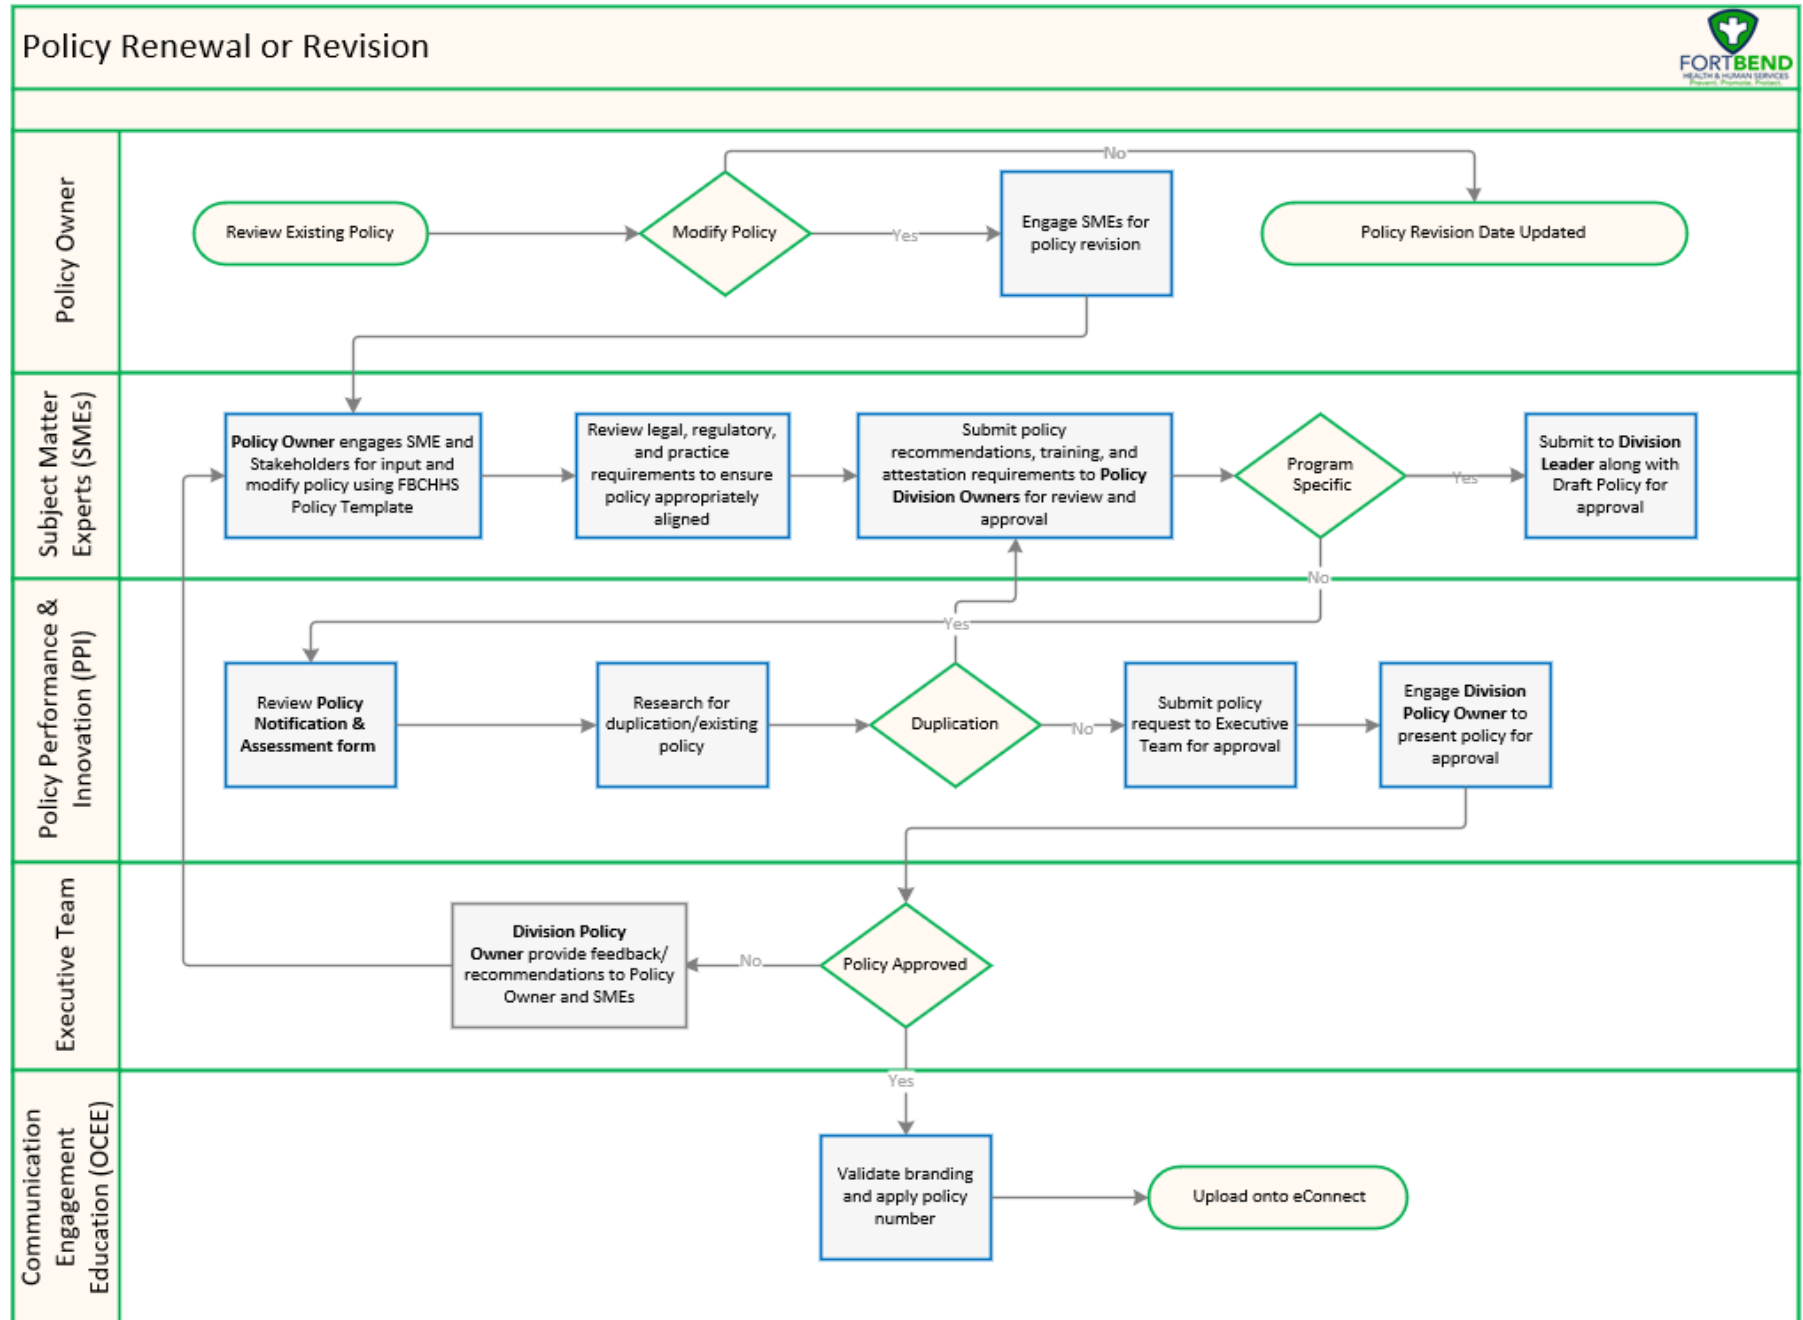 Policy Renewal or Revision
FORTBEND
HEALTH & HUMAN SERVICES
Prevent. Promote. Protect.
Policy Owner
Review Existing Policy
Modify Policy
No
Yes
Engage SMEs for
policy revision
Policy Revision Date Updated
Subject Matter
Experts (SMEs)
Policy Owner engages SME and
Stakeholders for input and
modify policy using FBCHHS
Policy Template
Review legal, regulatory,
and practice
requirements to ensure
policy appropriately
aligned
Submit policy
recommendations, training, and
attestation requirements to Policy
Division Owners for review and
approval
Program
Specific
Yes
Submit to Division
Leader along with
Draft Policy for
approval
No
Policy Performance &
Innovation (PPI)
Yes
Review Policy
Notification &
Assessment form
Research for
duplication/existing
policy
Duplication
No
Submit policy
request to Executive
Team for approval
Engage Division
Policy Owner to
present policy for
approval
Executive Team
Division Policy
Owner provide feedback/
recommendations to Policy
Owner and SMEs
No
Policy Approved
Yes
Communication
Engagement
Education (OCEE)
Validate branding
and apply policy
number
Upload onto eConnect